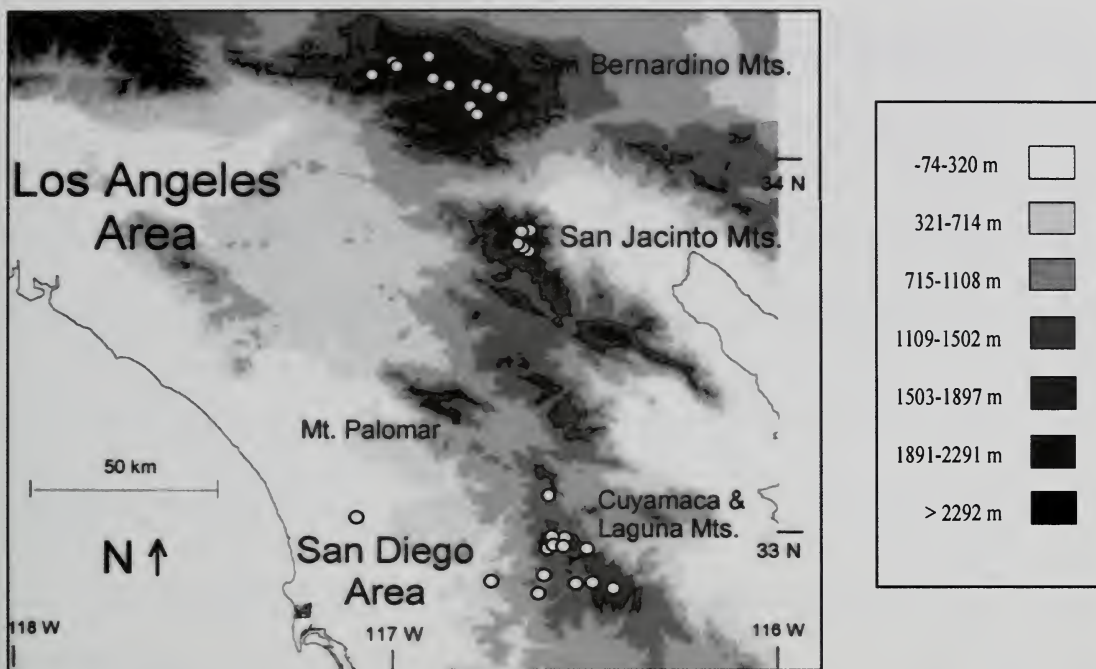 San Bernardino Mts.
34 N
Los Angeles
Area
San Jacinto Mts.
Mt. Palomar
50 km
Cuyamaca &
Laguna Mts.
N ↑
San Diego
Area
33 N
118 W
117 W
116 W
-74-320 m
321-714 m
715-1108 m
1109-1502 m
1503-1897 m
1891-2291 m
> 2292 m